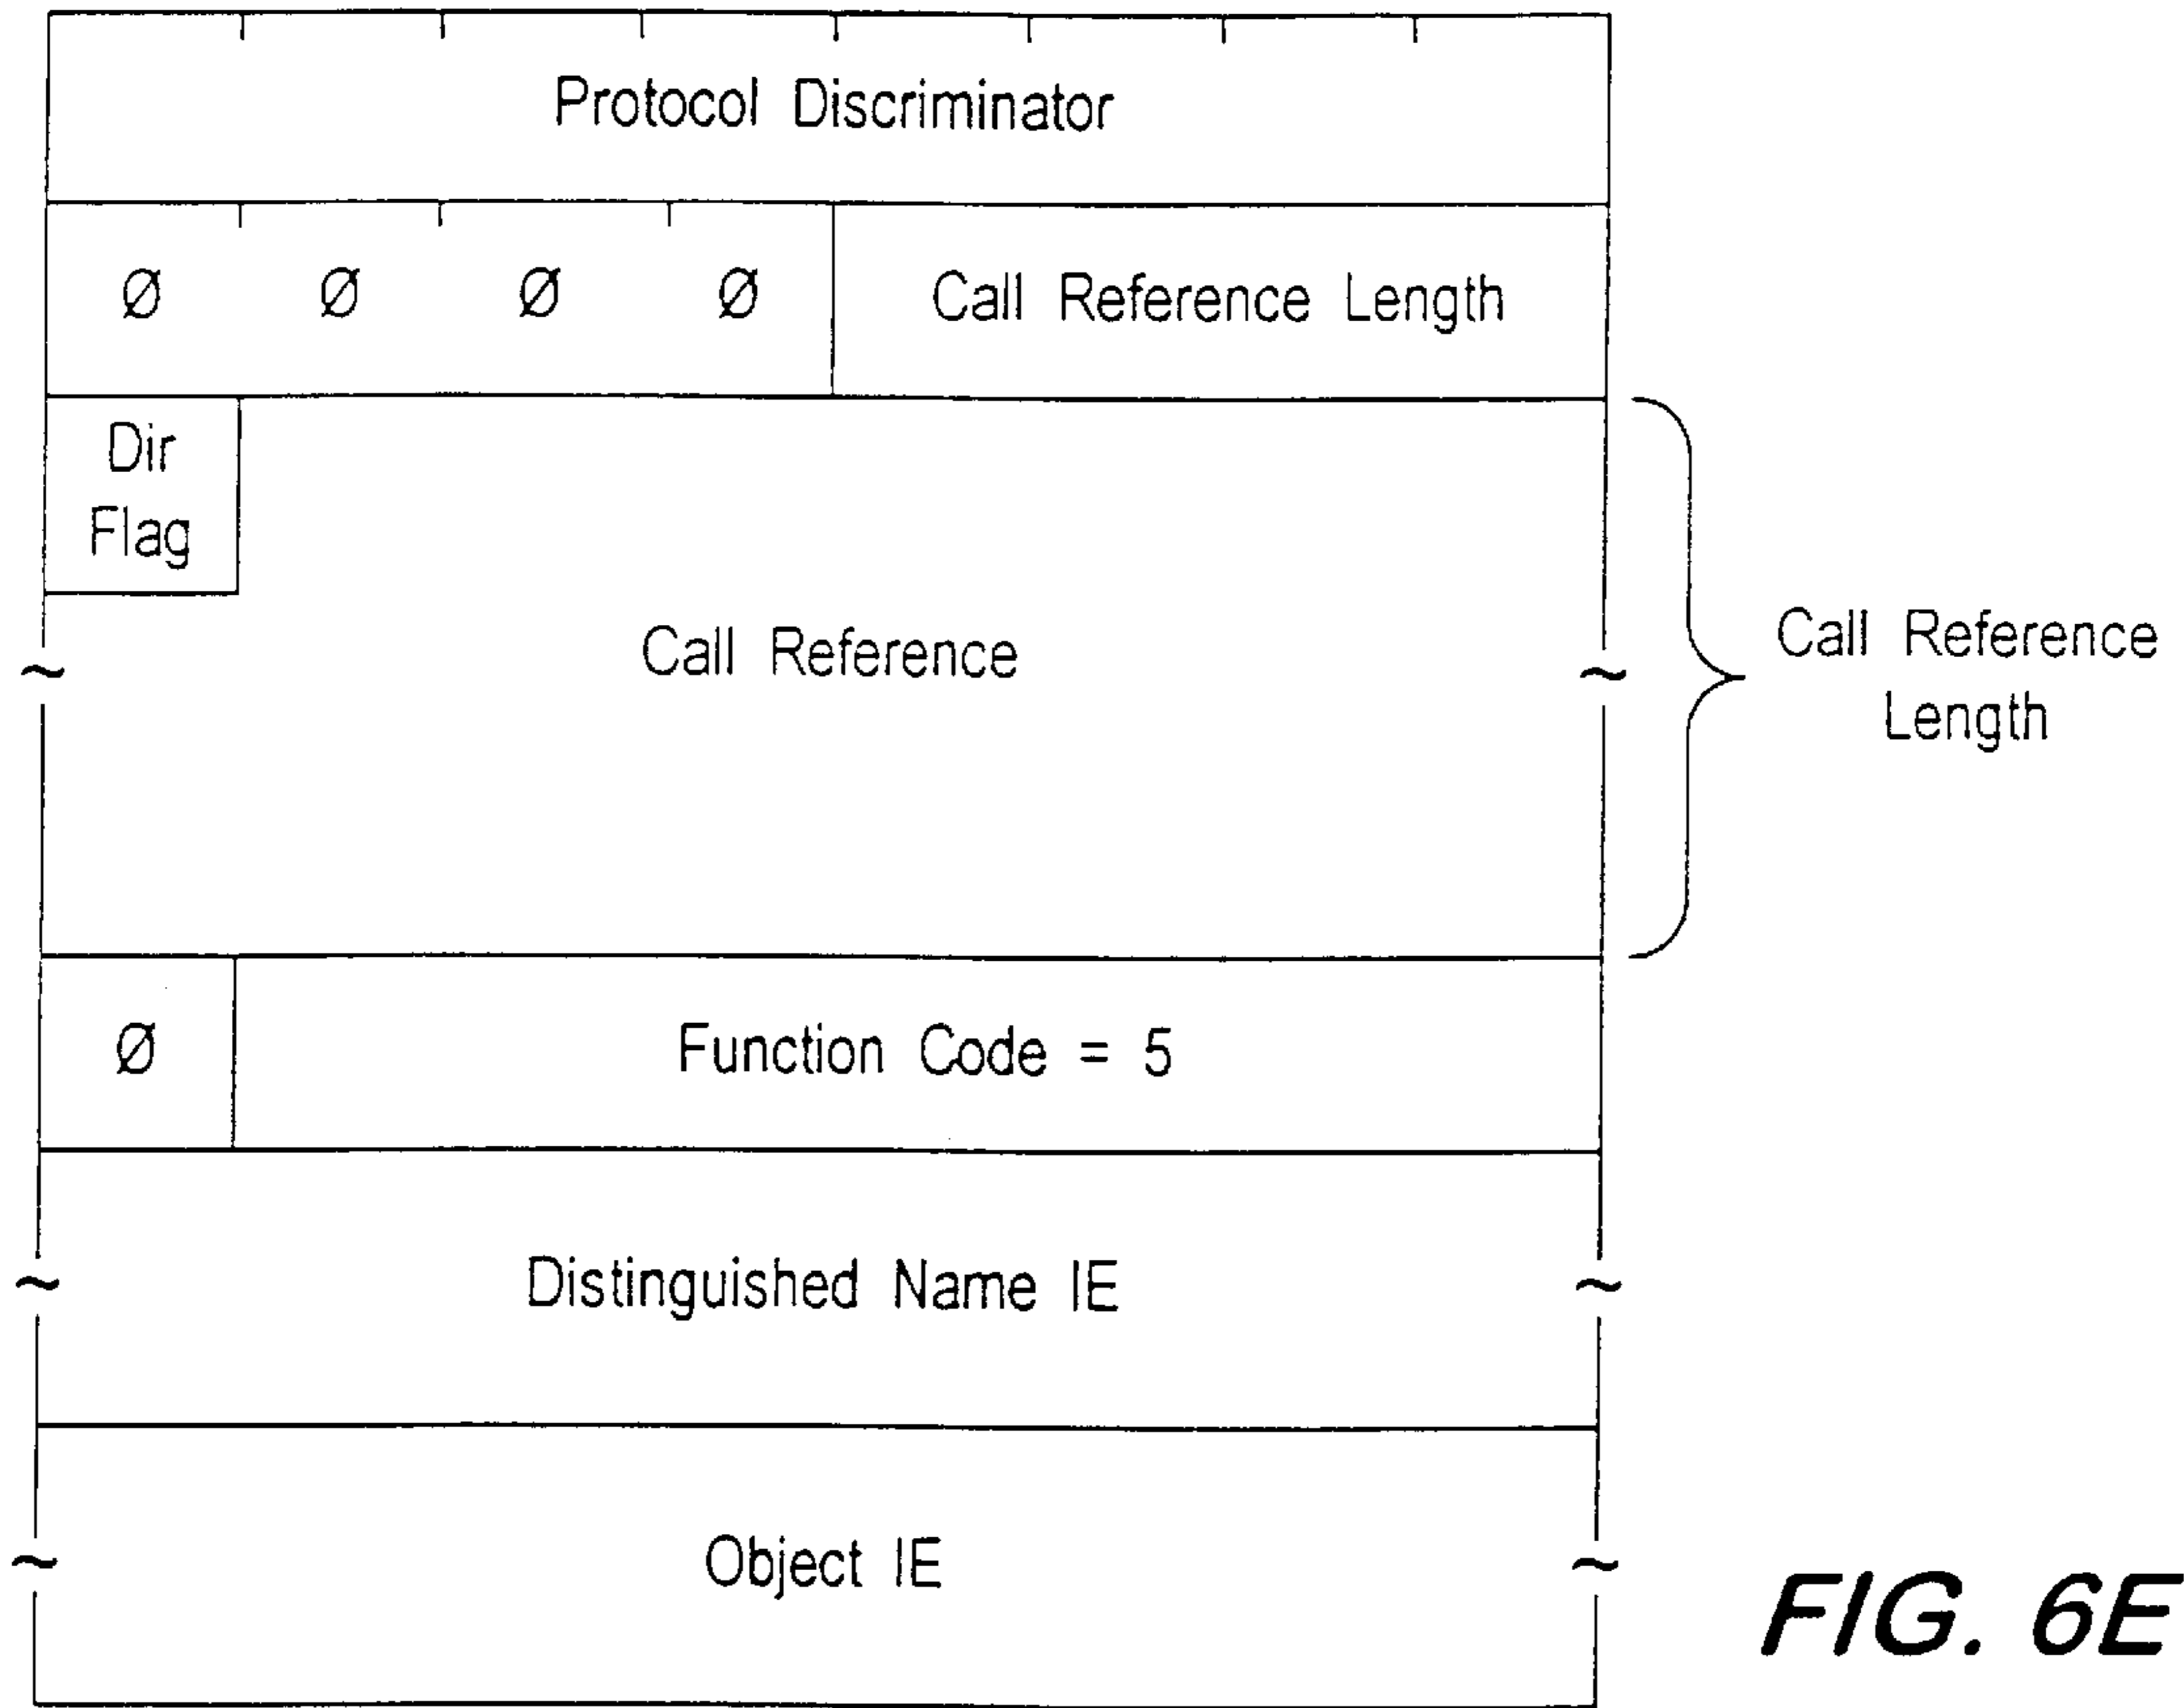 Protocol Discriminator
Ø Ø Ø Ø Call Reference Length
Dir
Flag
Call Reference
Call Reference
Length
Ø Function Code = 5
Distinguished Name IE
Object IE
FIG. 6E